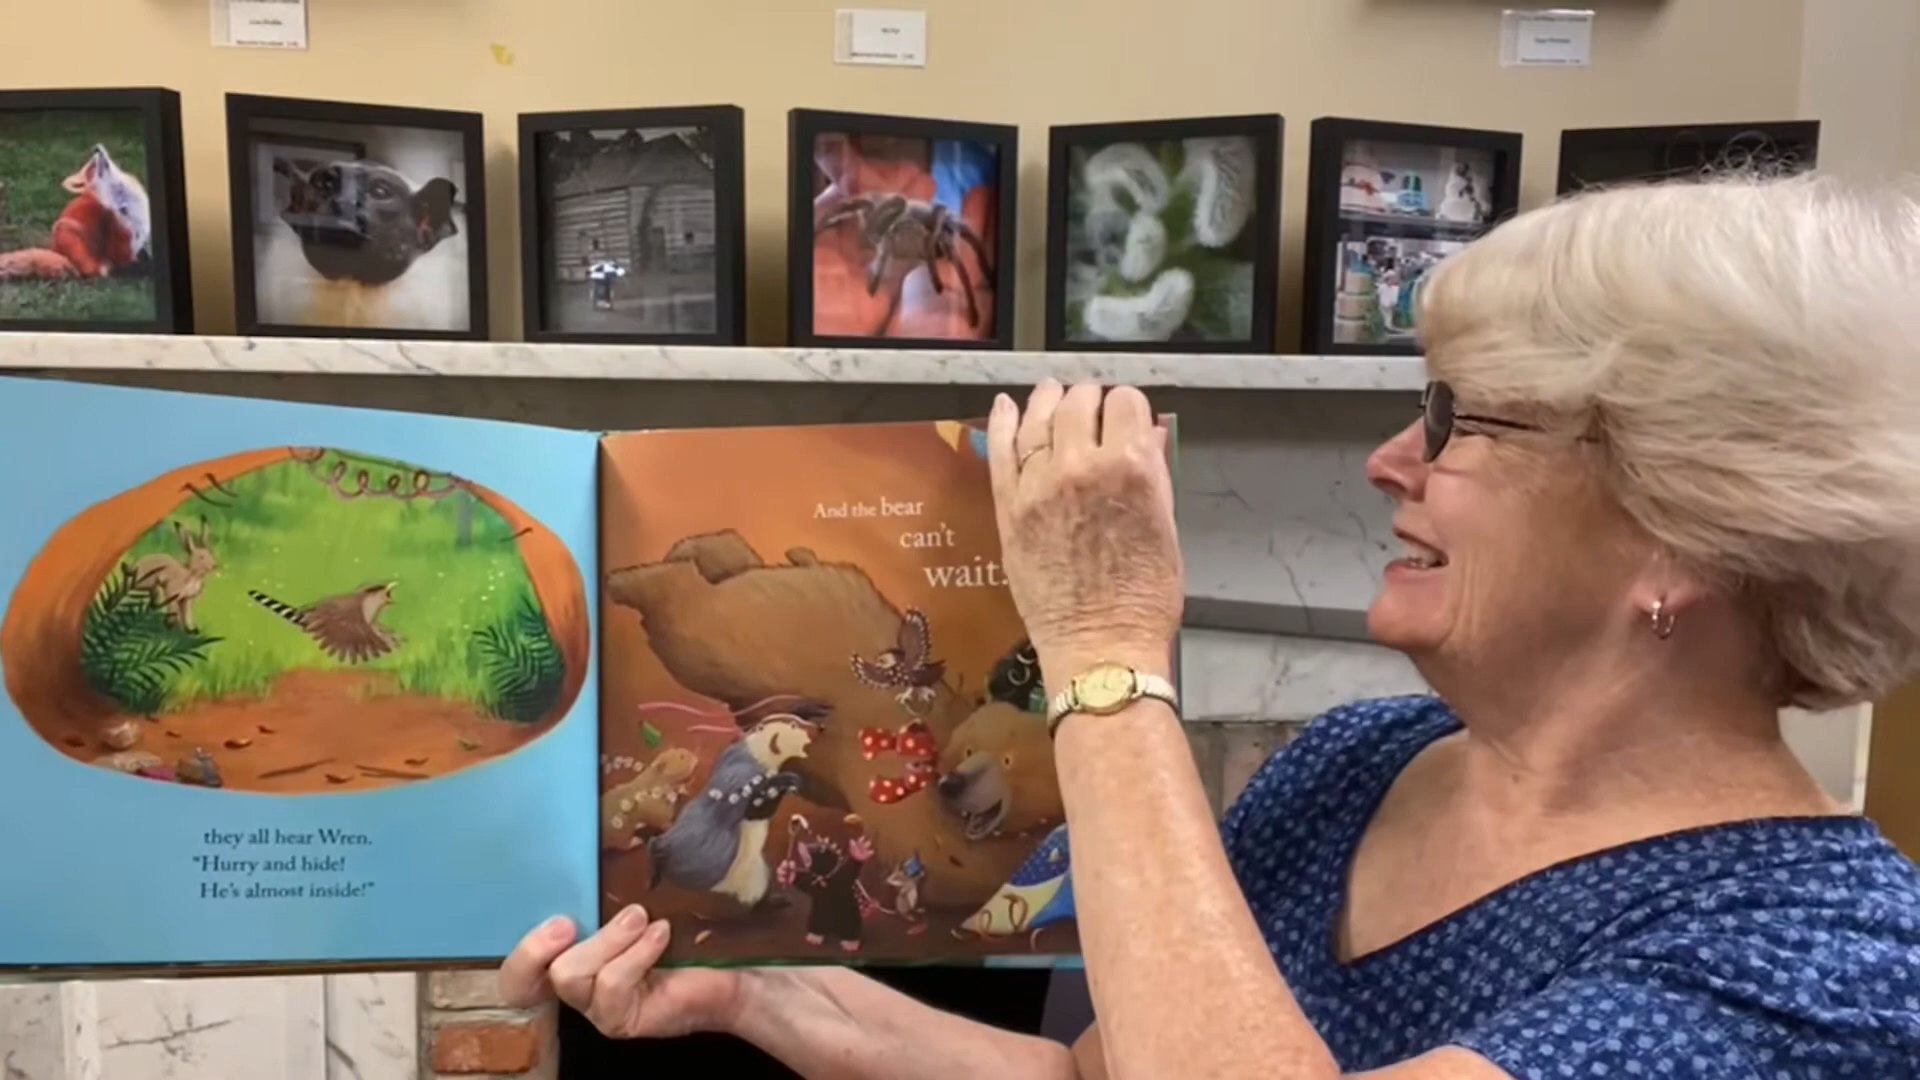 they all hear Wren.
"Hurry and hide!
He's almost inside!"
And the bear
can't
wait!